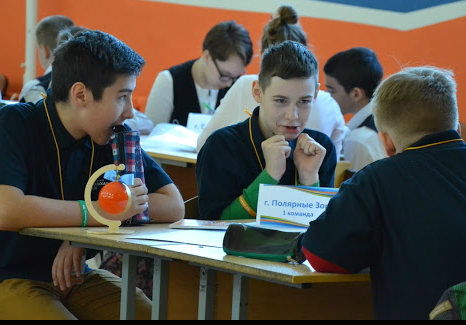 г. Полярные Зо
1 команда